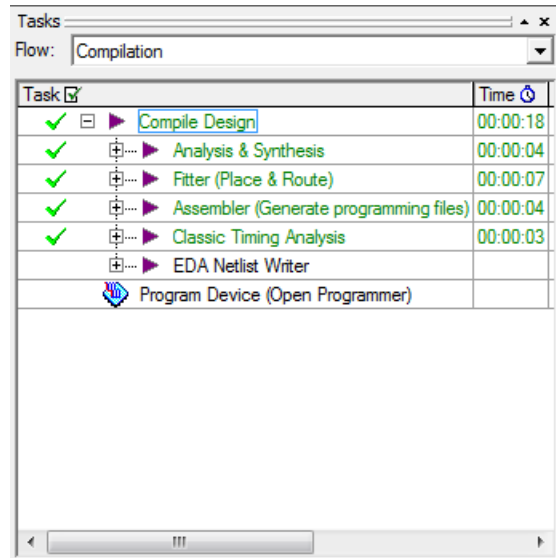 Tasks
Flow: Compilation
Task Time
Compile Design 00:00:18
Analysis & Synthesis 00:00:04
Fitter (Place & Route) 00:00:07
Assembler (Generate programming files) 00:00:04
Classic Timing Analysis 00:00:03
EDA Netlist Writer
Program Device (Open Programmer)